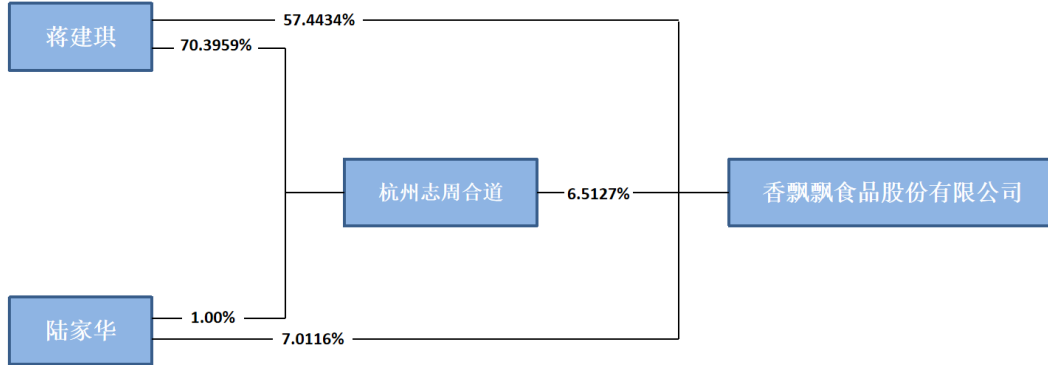 蒋建琪
57.4434%
70.3959%
杭州志周合道
6.5127%
香飘飘食品股份有限公司
陆家华
1.00%
7.0116%